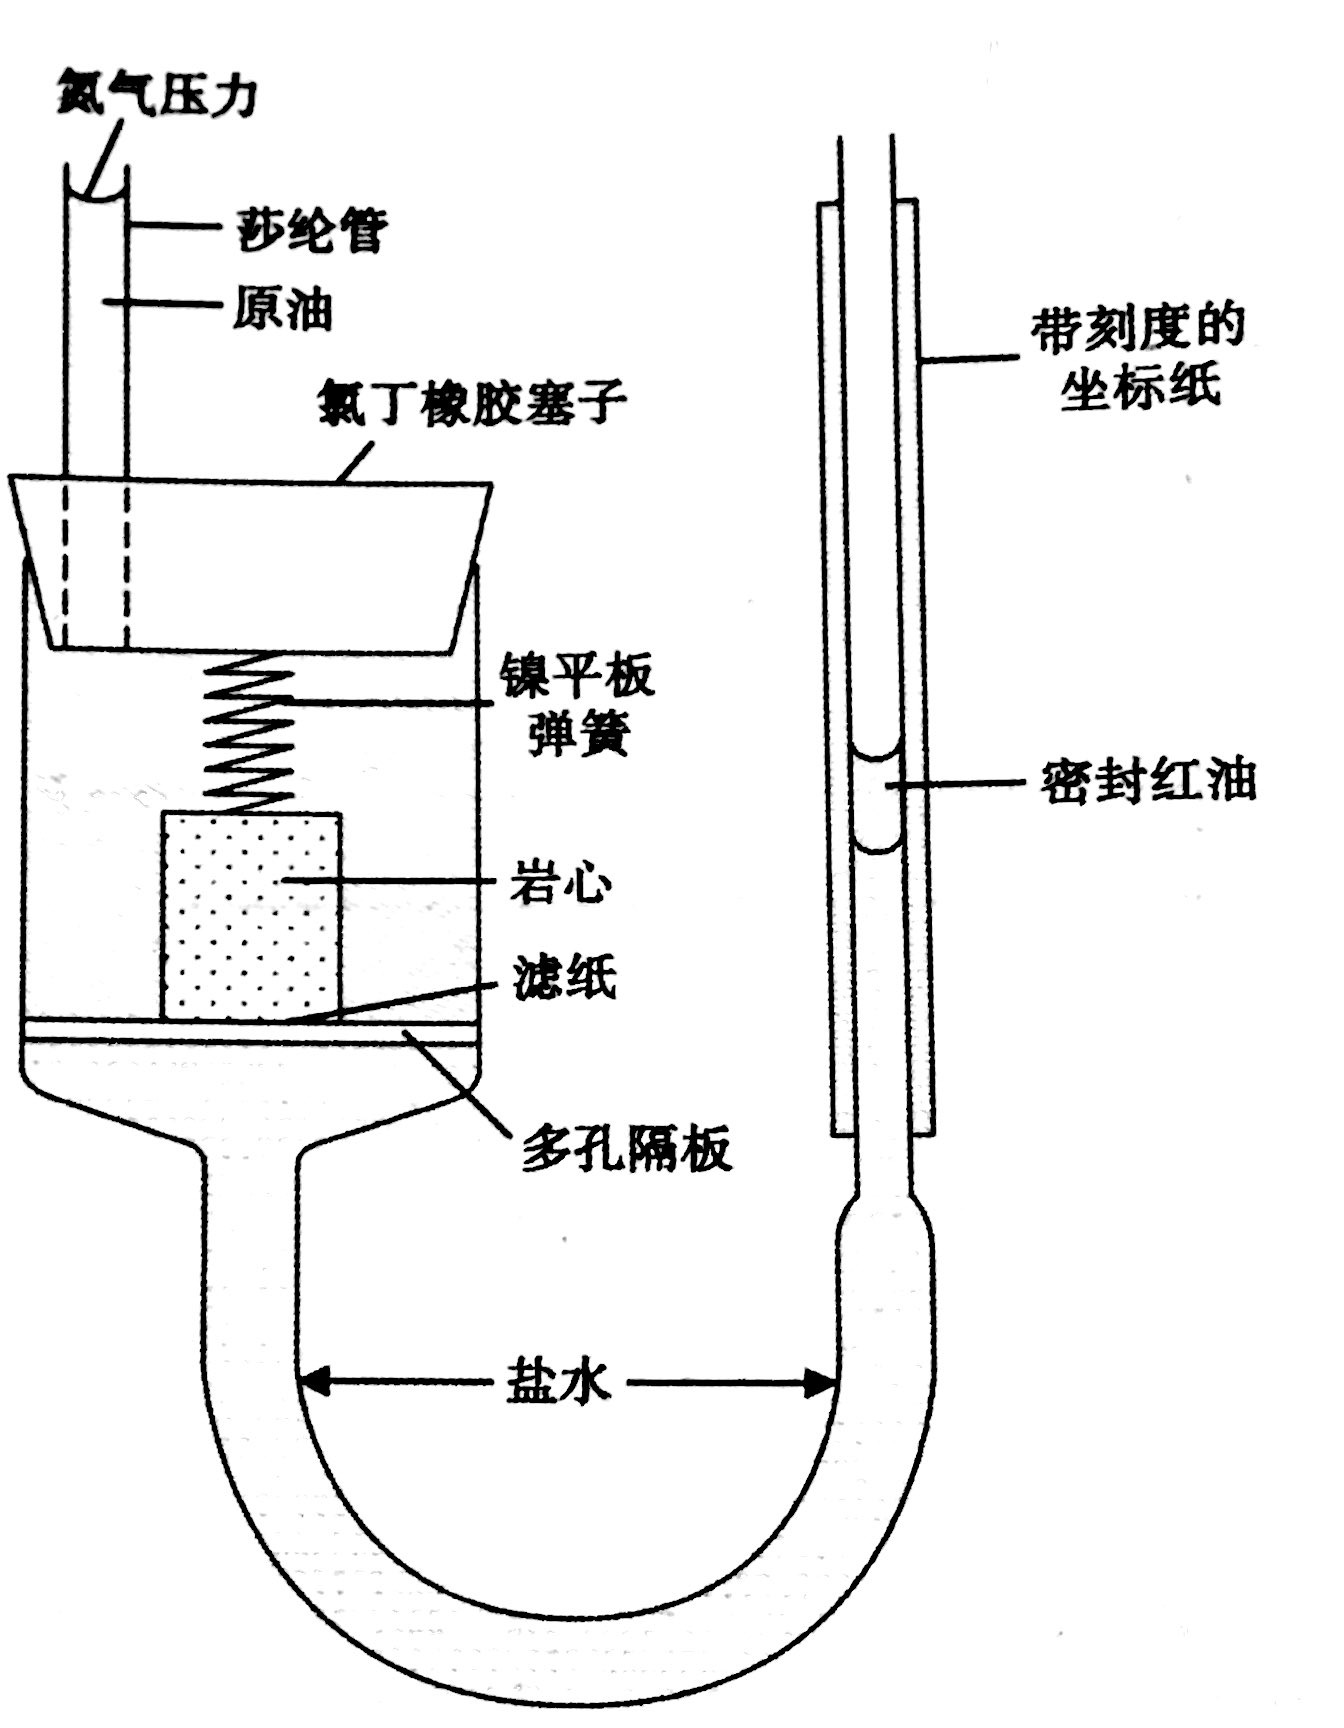 氮气压力
莎纶管
原油
氯丁橡胶塞子
带刻度的
坐标纸
镍平板
弹簧
密封红油
岩心
滤纸
多孔隔板
盐水